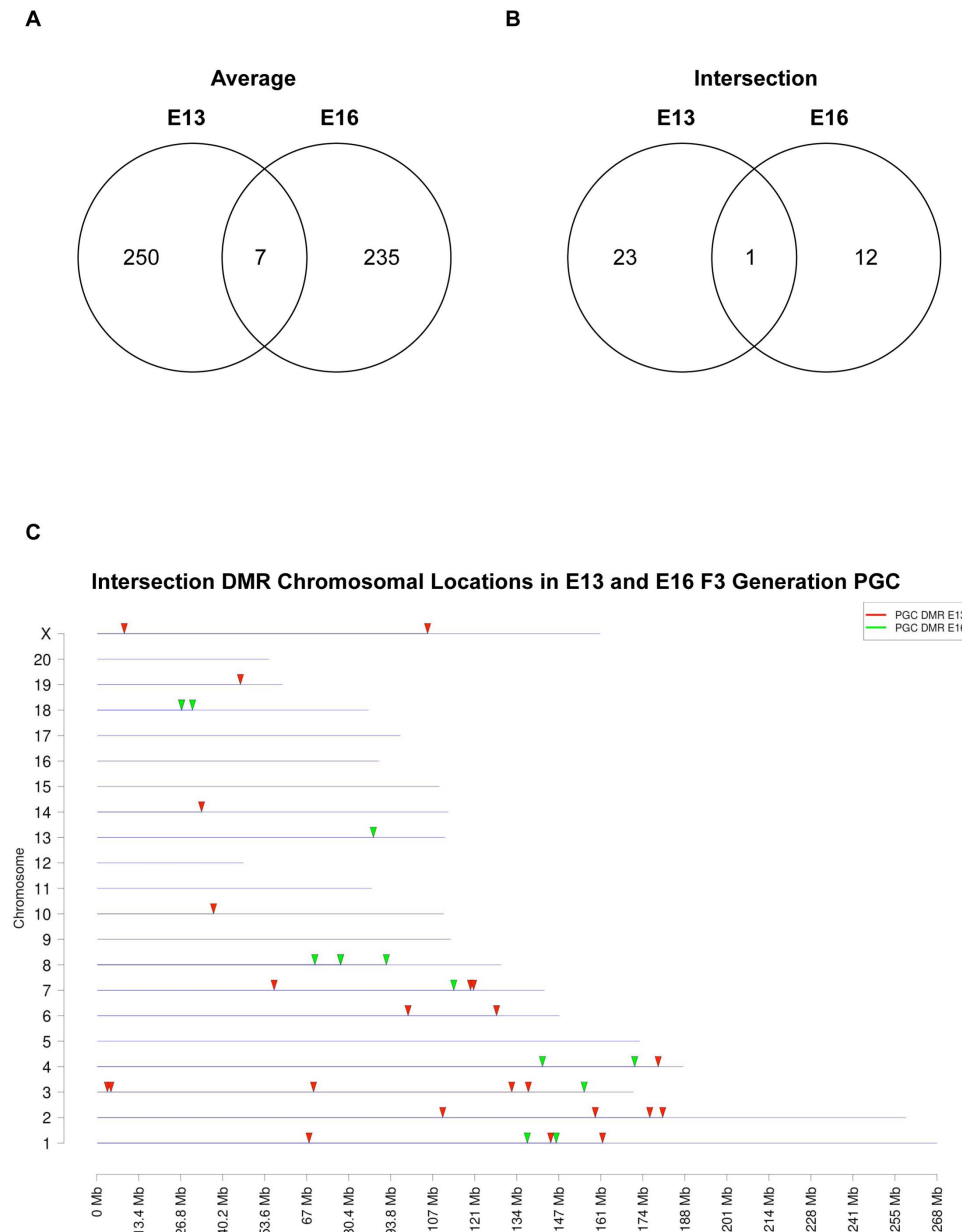 A
B
Average
Intersection
E13
E16
E13
E16
250
7
235
23
1
12
C
Intersection DMR Chromosomal Locations in E13 and E16 F3 Generation PGC
PGC DMR E13
PGC DMR E16
Chromosome
X
20
19
18
17
16
15
14
13
12
11
10
9
8
7
6
5
4
3
2
1
0 Mb
13.4 Mb
26.8 Mb
40.2 Mb
53.6 Mb
67 Mb
80.4 Mb
93.8 Mb
107 Mb
121 Mb
134 Mb
147 Mb
161 Mb
174 Mb
188 Mb
201 Mb
214 Mb
228 Mb
241 Mb
255 Mb
268 Mb